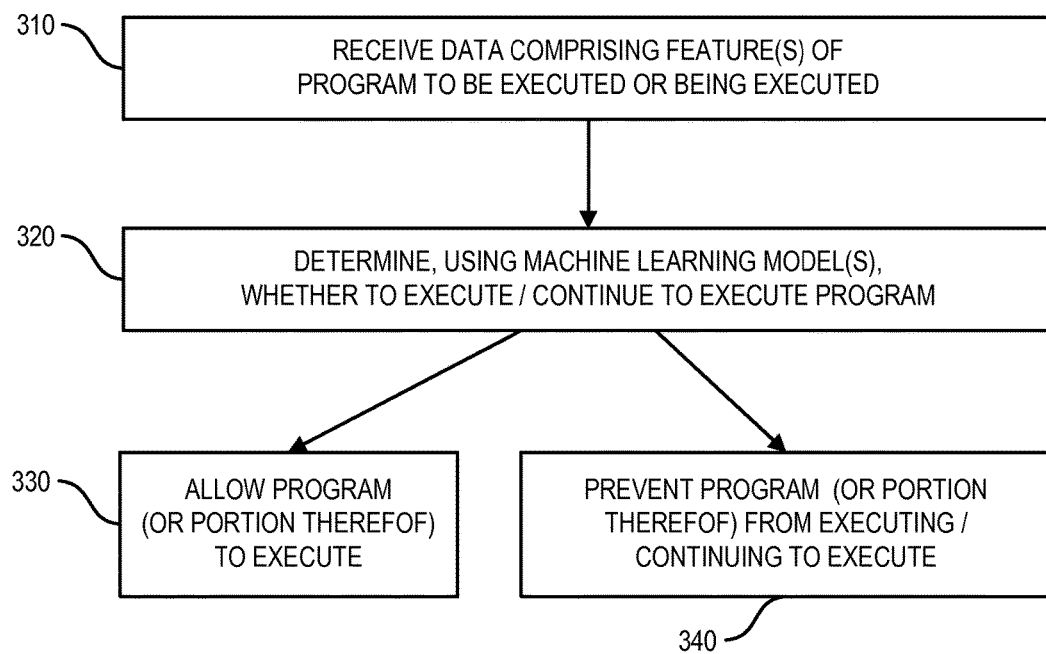 310
RECEIVE DATA COMPRISING FEATURE(S) OF
PROGRAM TO BE EXECUTED OR BEING EXECUTED
320
DETERMINE, USING MACHINE LEARNING MODEL(S),
WHETHER TO EXECUTE / CONTINUE TO EXECUTE PROGRAM
330
ALLOW PROGRAM
(OR PORTION THEREFOF)
TO EXECUTE
PREVENT PROGRAM (OR PORTION
THEREFOF) FROM EXECUTING /
CONTINUING TO EXECUTE
340